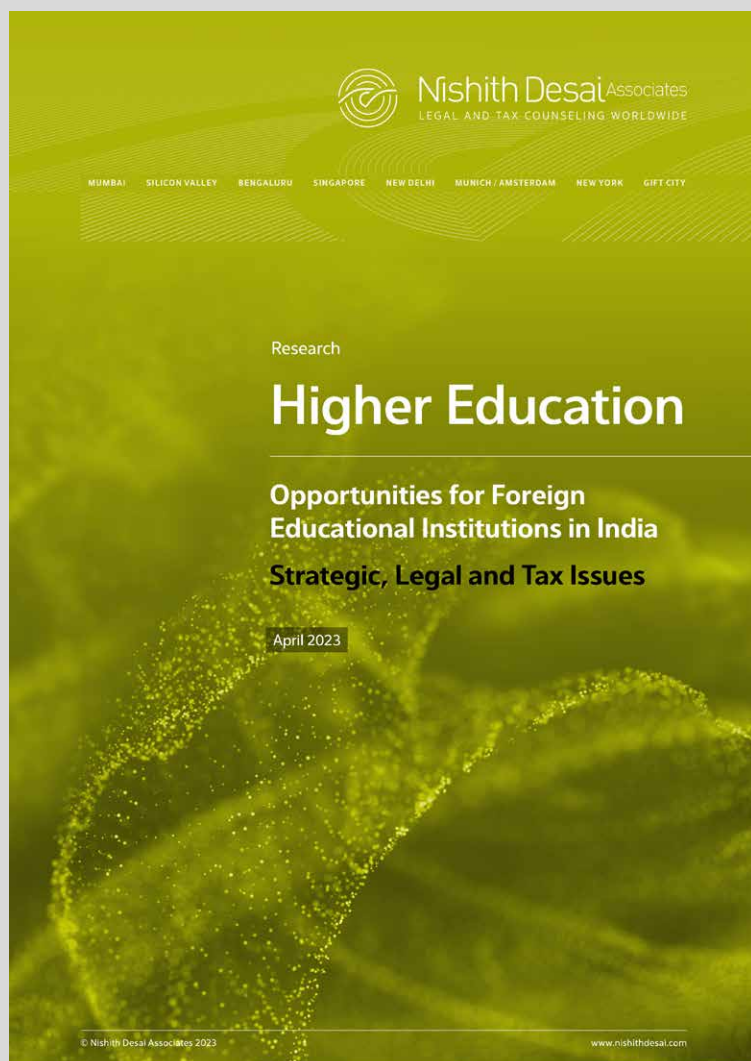 Nishith Desai Associates
LEGAL AND TAX COUNSELING WORLDWIDE
MUMBAI SILICON VALLEY BENGALURU SINGAPORE NEW DELHI MUNICH / AMSTERDAM NEW YORK GIFT CITY
Research
Higher Education
Opportunities for Foreign
Educational Institutions in India
Strategic, Legal and Tax Issues
April 2023
© Nishith Desai Associates 2023 www.nishithdesai.com